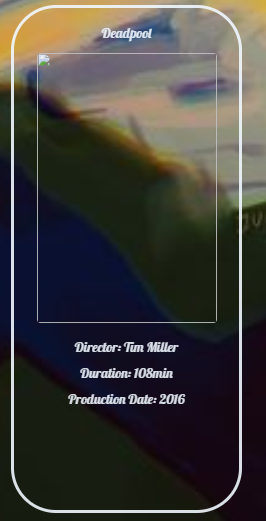 Deadpool
Director: Tim Miller
Duration: 108min
Production Date: 2016